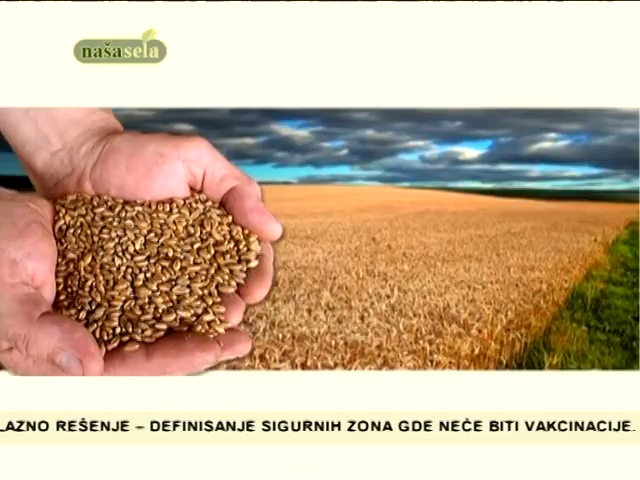 našasela
LAZNO REŠENJE – DEFINISANJE SIGURNIH ZONA GDE NEĆE BITI VAKCINACIJE.